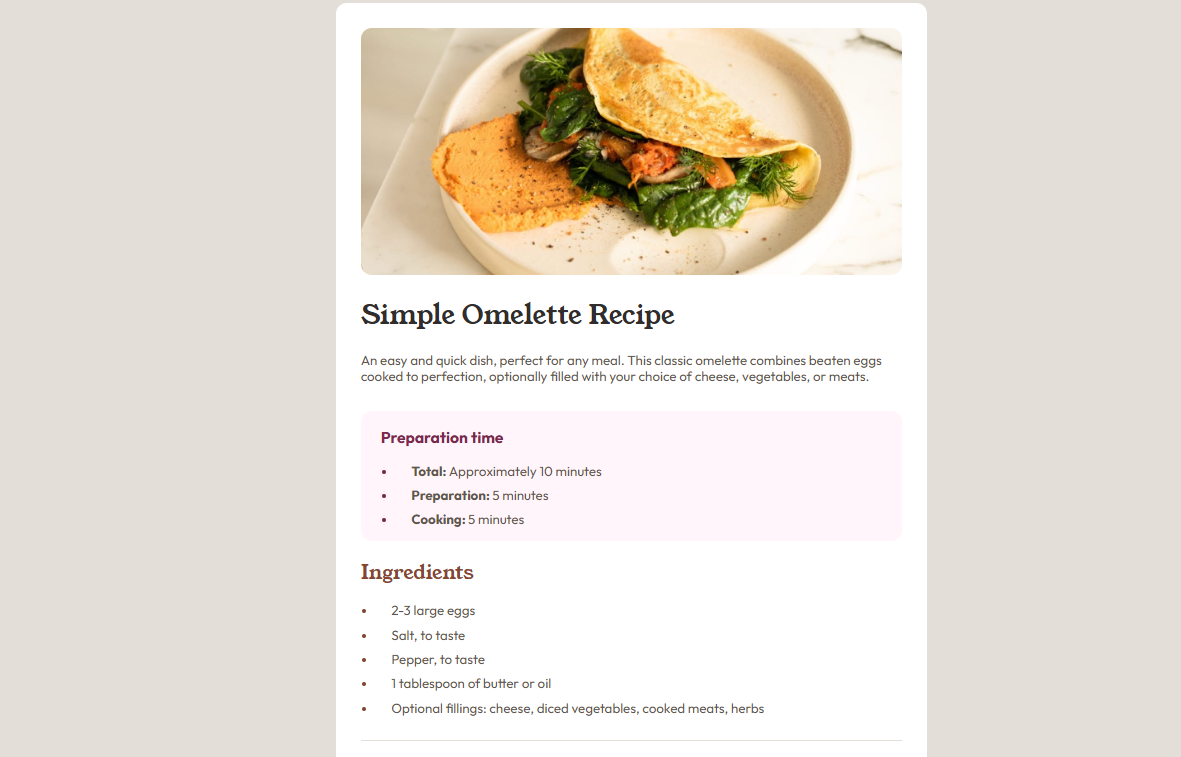 Simple Omelette Recipe
An easy and quick dish, perfect for any meal. This classic omelette combines beaten eggs
cooked to perfection, optionally filled with your choice of cheese, vegetables, or meats.
Preparation time
Total: Approximately 10 minutes
Preparation: 5 minutes
Cooking: 5 minutes
Ingredients
2-3 large eggs
Salt, to taste
Pepper, to taste
1 tablespoon of butter or oil
Optional fillings: cheese, diced vegetables, cooked meats, herbs